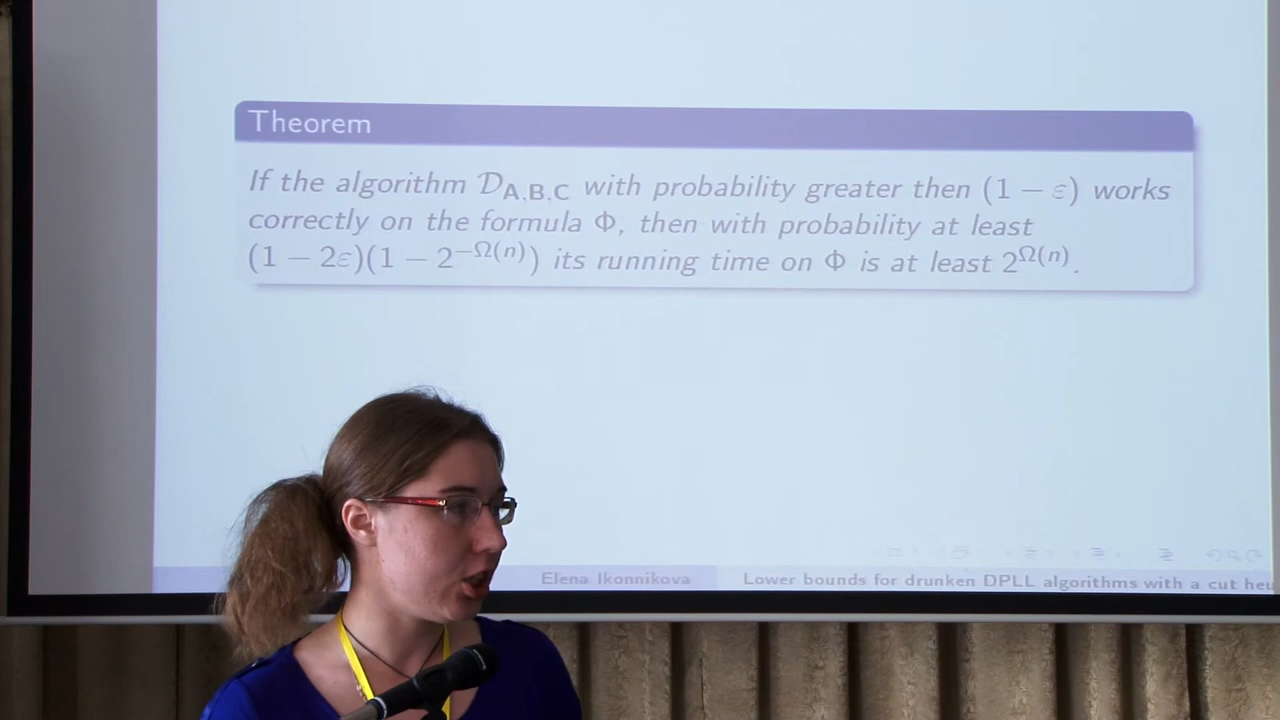 Theorem
If the algorithm 𝒟A,B,C with probability greater then (1 − ε) works
correctly on the formula Φ, then with probability at least
(1 − 2ε)(1 − 2^−Ω(n)) its running time on Φ is at least 2^Ω(n).
Elena Ikonnikova
Lower bounds for drunken DPLL algorithms with a cut heu